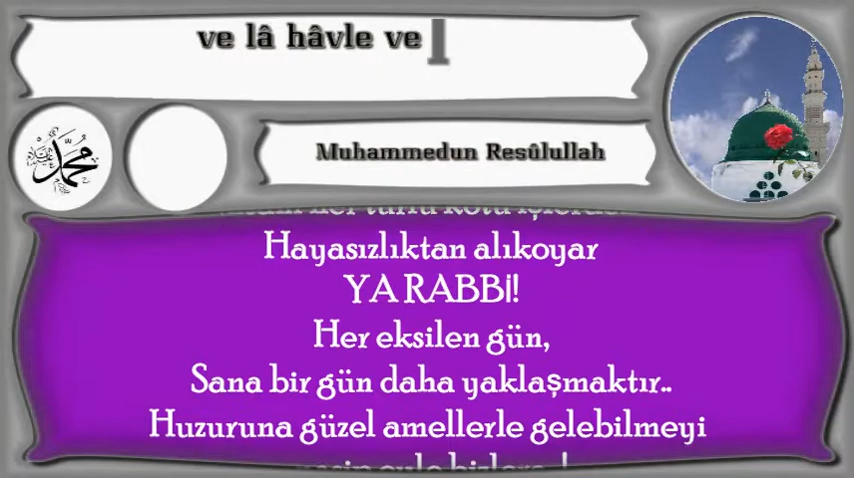 ve lâ hâvle ve
محمد
Muhammedun Resûlullah
Hayasızlıktan alıkoyar
YA RABBİ!
Her eksilen gün,
Sana bir gün daha yaklaşmaktır..
Huzuruna güzel amellerle gelebilmeyi